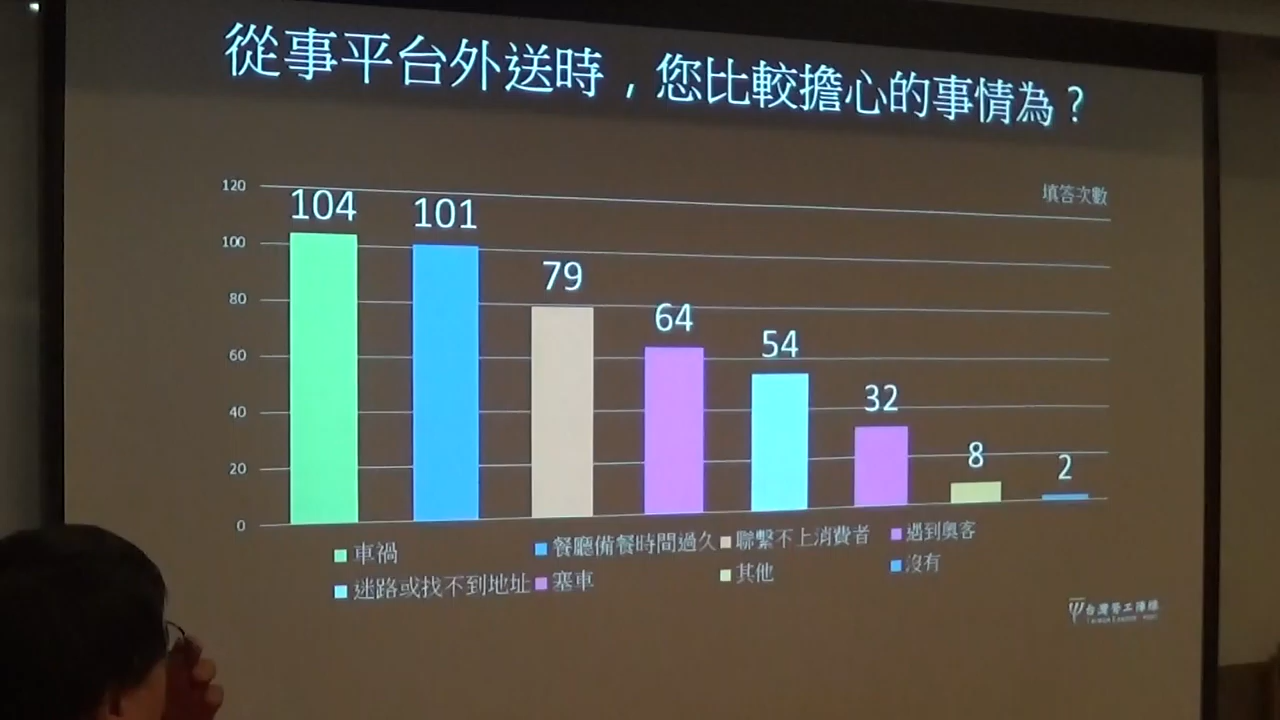 從事平台外送時，您比較擔心的事情為？
填答次數
120
100
80
60
40
20
0
104
101
79
64
54
32
8
2
車禍
餐廳備餐時間過久
聯繫不上消費者
遇到奧客
迷路或找不到地址
塞車
其他
沒有
台灣勞工陣線